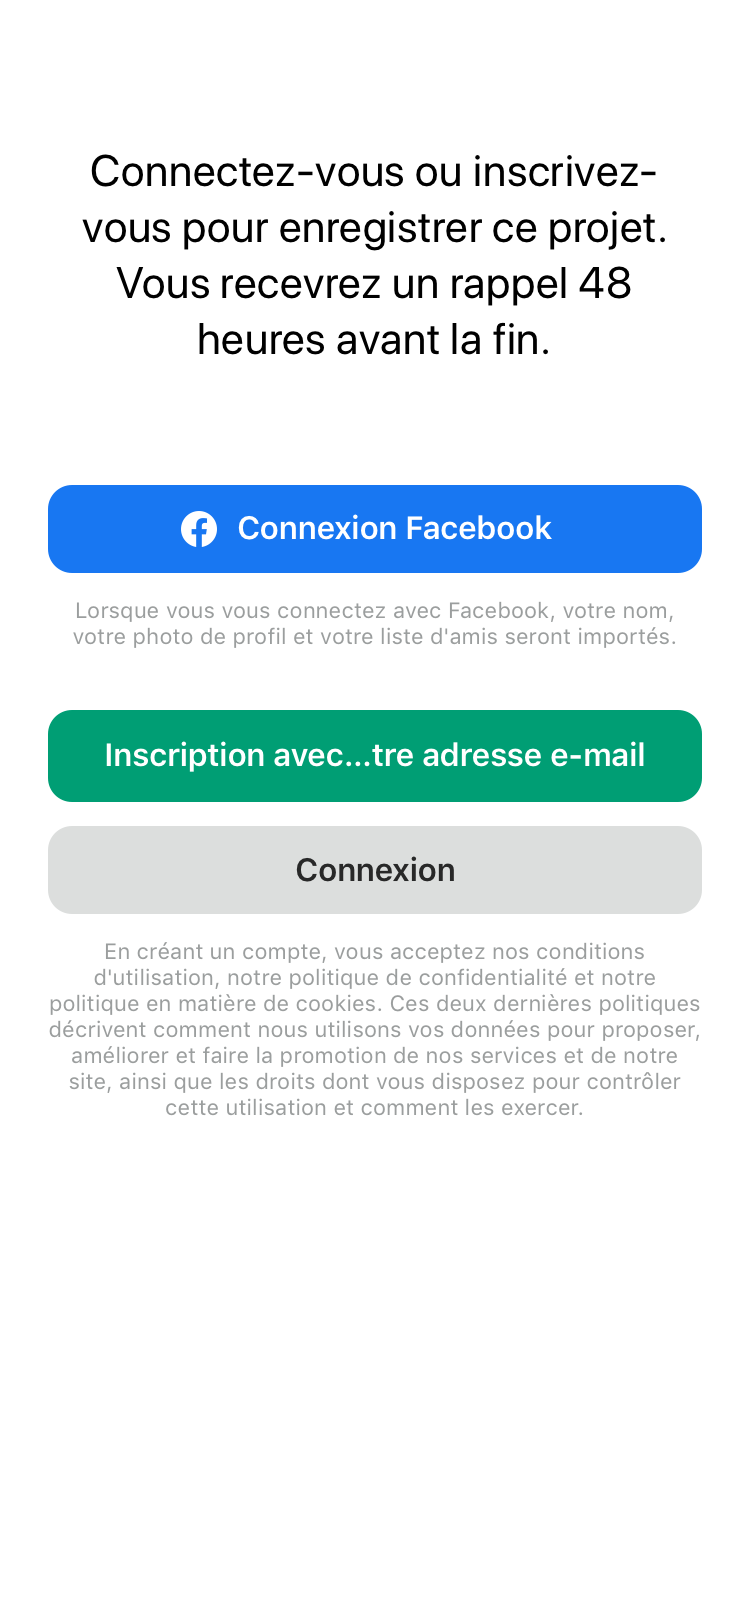 Connectez-vous ou inscrivez-
vous pour enregistrer ce projet.
Vous recevrez un rappel 48
heures avant la fin.
Connexion Facebook
Lorsque vous vous connectez avec Facebook, votre nom,
votre photo de profil et votre liste d'amis seront importés.
Inscription avec...tre adresse e-mail
Connexion
En créant un compte, vous acceptez nos conditions
d'utilisation, notre politique de confidentialité et notre
politique en matière de cookies. Ces deux dernières politiques
décrivent comment nous utilisons vos données pour proposer,
améliorer et faire la promotion de nos services et de notre
site, ainsi que les droits dont vous disposez pour contrôler
cette utilisation et comment les exercer.